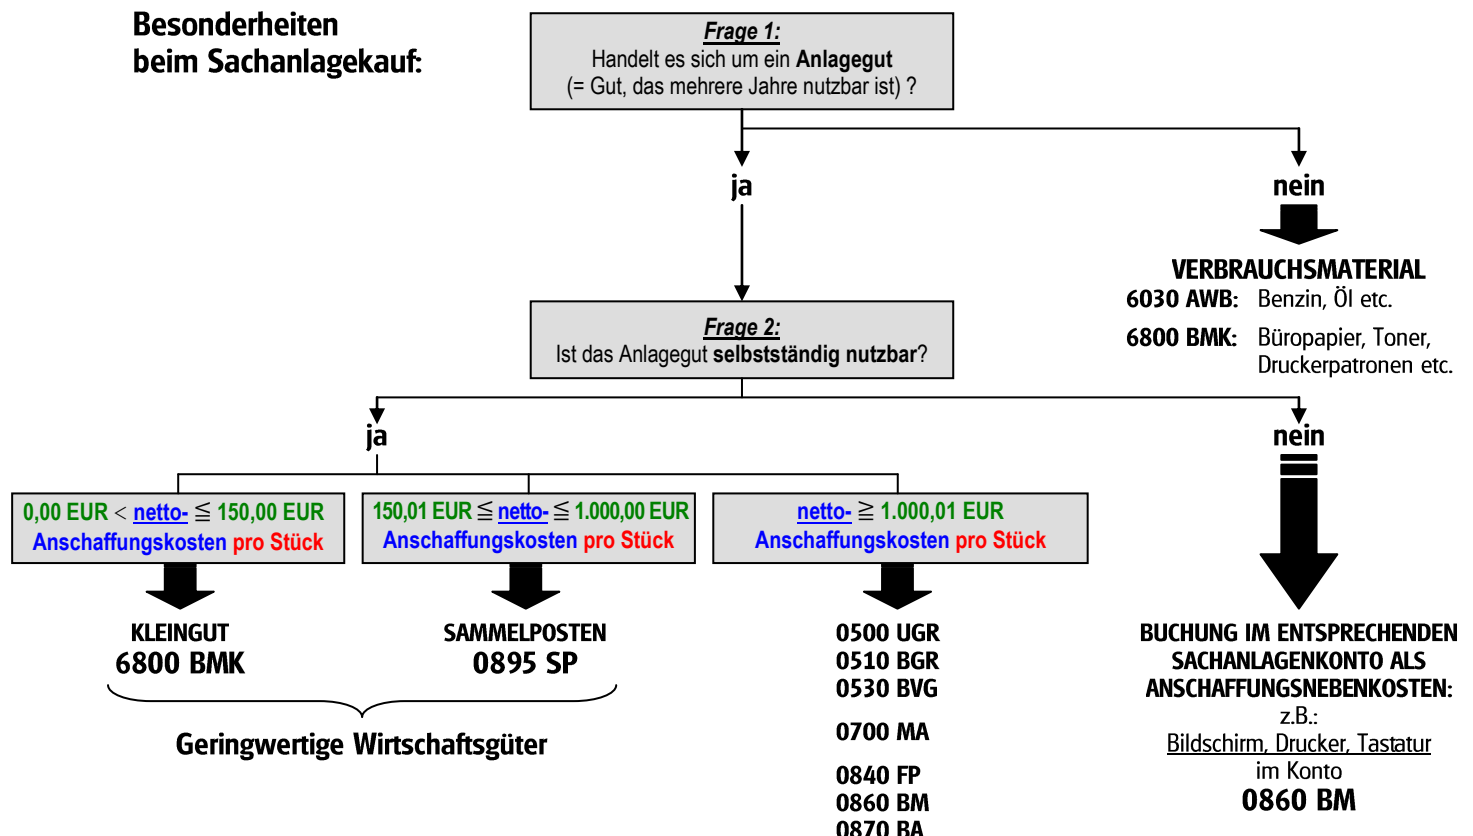 Besonderheiten
beim Sachanlagekauf:
Frage 1:
Handelt es sich um ein Anlagegut
(= Gut, das mehrere Jahre nutzbar ist) ?
ja
nein
VERBRAUCHSMATERIAL
6030 AWB: Benzin, Öl etc.
6800 BMK: Büropapier, Toner,
Druckerpatronen etc.
Frage 2:
Ist das Anlagegut selbstständig nutzbar?
ja
nein
0,00 EUR < netto- ≦ 150,00 EUR
Anschaffungskosten pro Stück
150,01 EUR ≦ netto- ≦ 1.000,00 EUR
Anschaffungskosten pro Stück
netto- ≧ 1.000,01 EUR
Anschaffungskosten pro Stück
KLEINGUT
6800 BMK
SAMMELPOSTEN
0895 SP
Geringwertige Wirtschaftsgüter
0500 UGR
0510 BGR
0530 BVG
0700 MA
0840 FP
0860 BM
0870 BA
BUCHUNG IM ENTSPRECHENDEN
SACHANLAGENKONTO ALS
ANSCHAFFUNGSNEBENKOSTEN:
z.B.:
Bildschirm, Drucker, Tastatur
im Konto
0860 BM